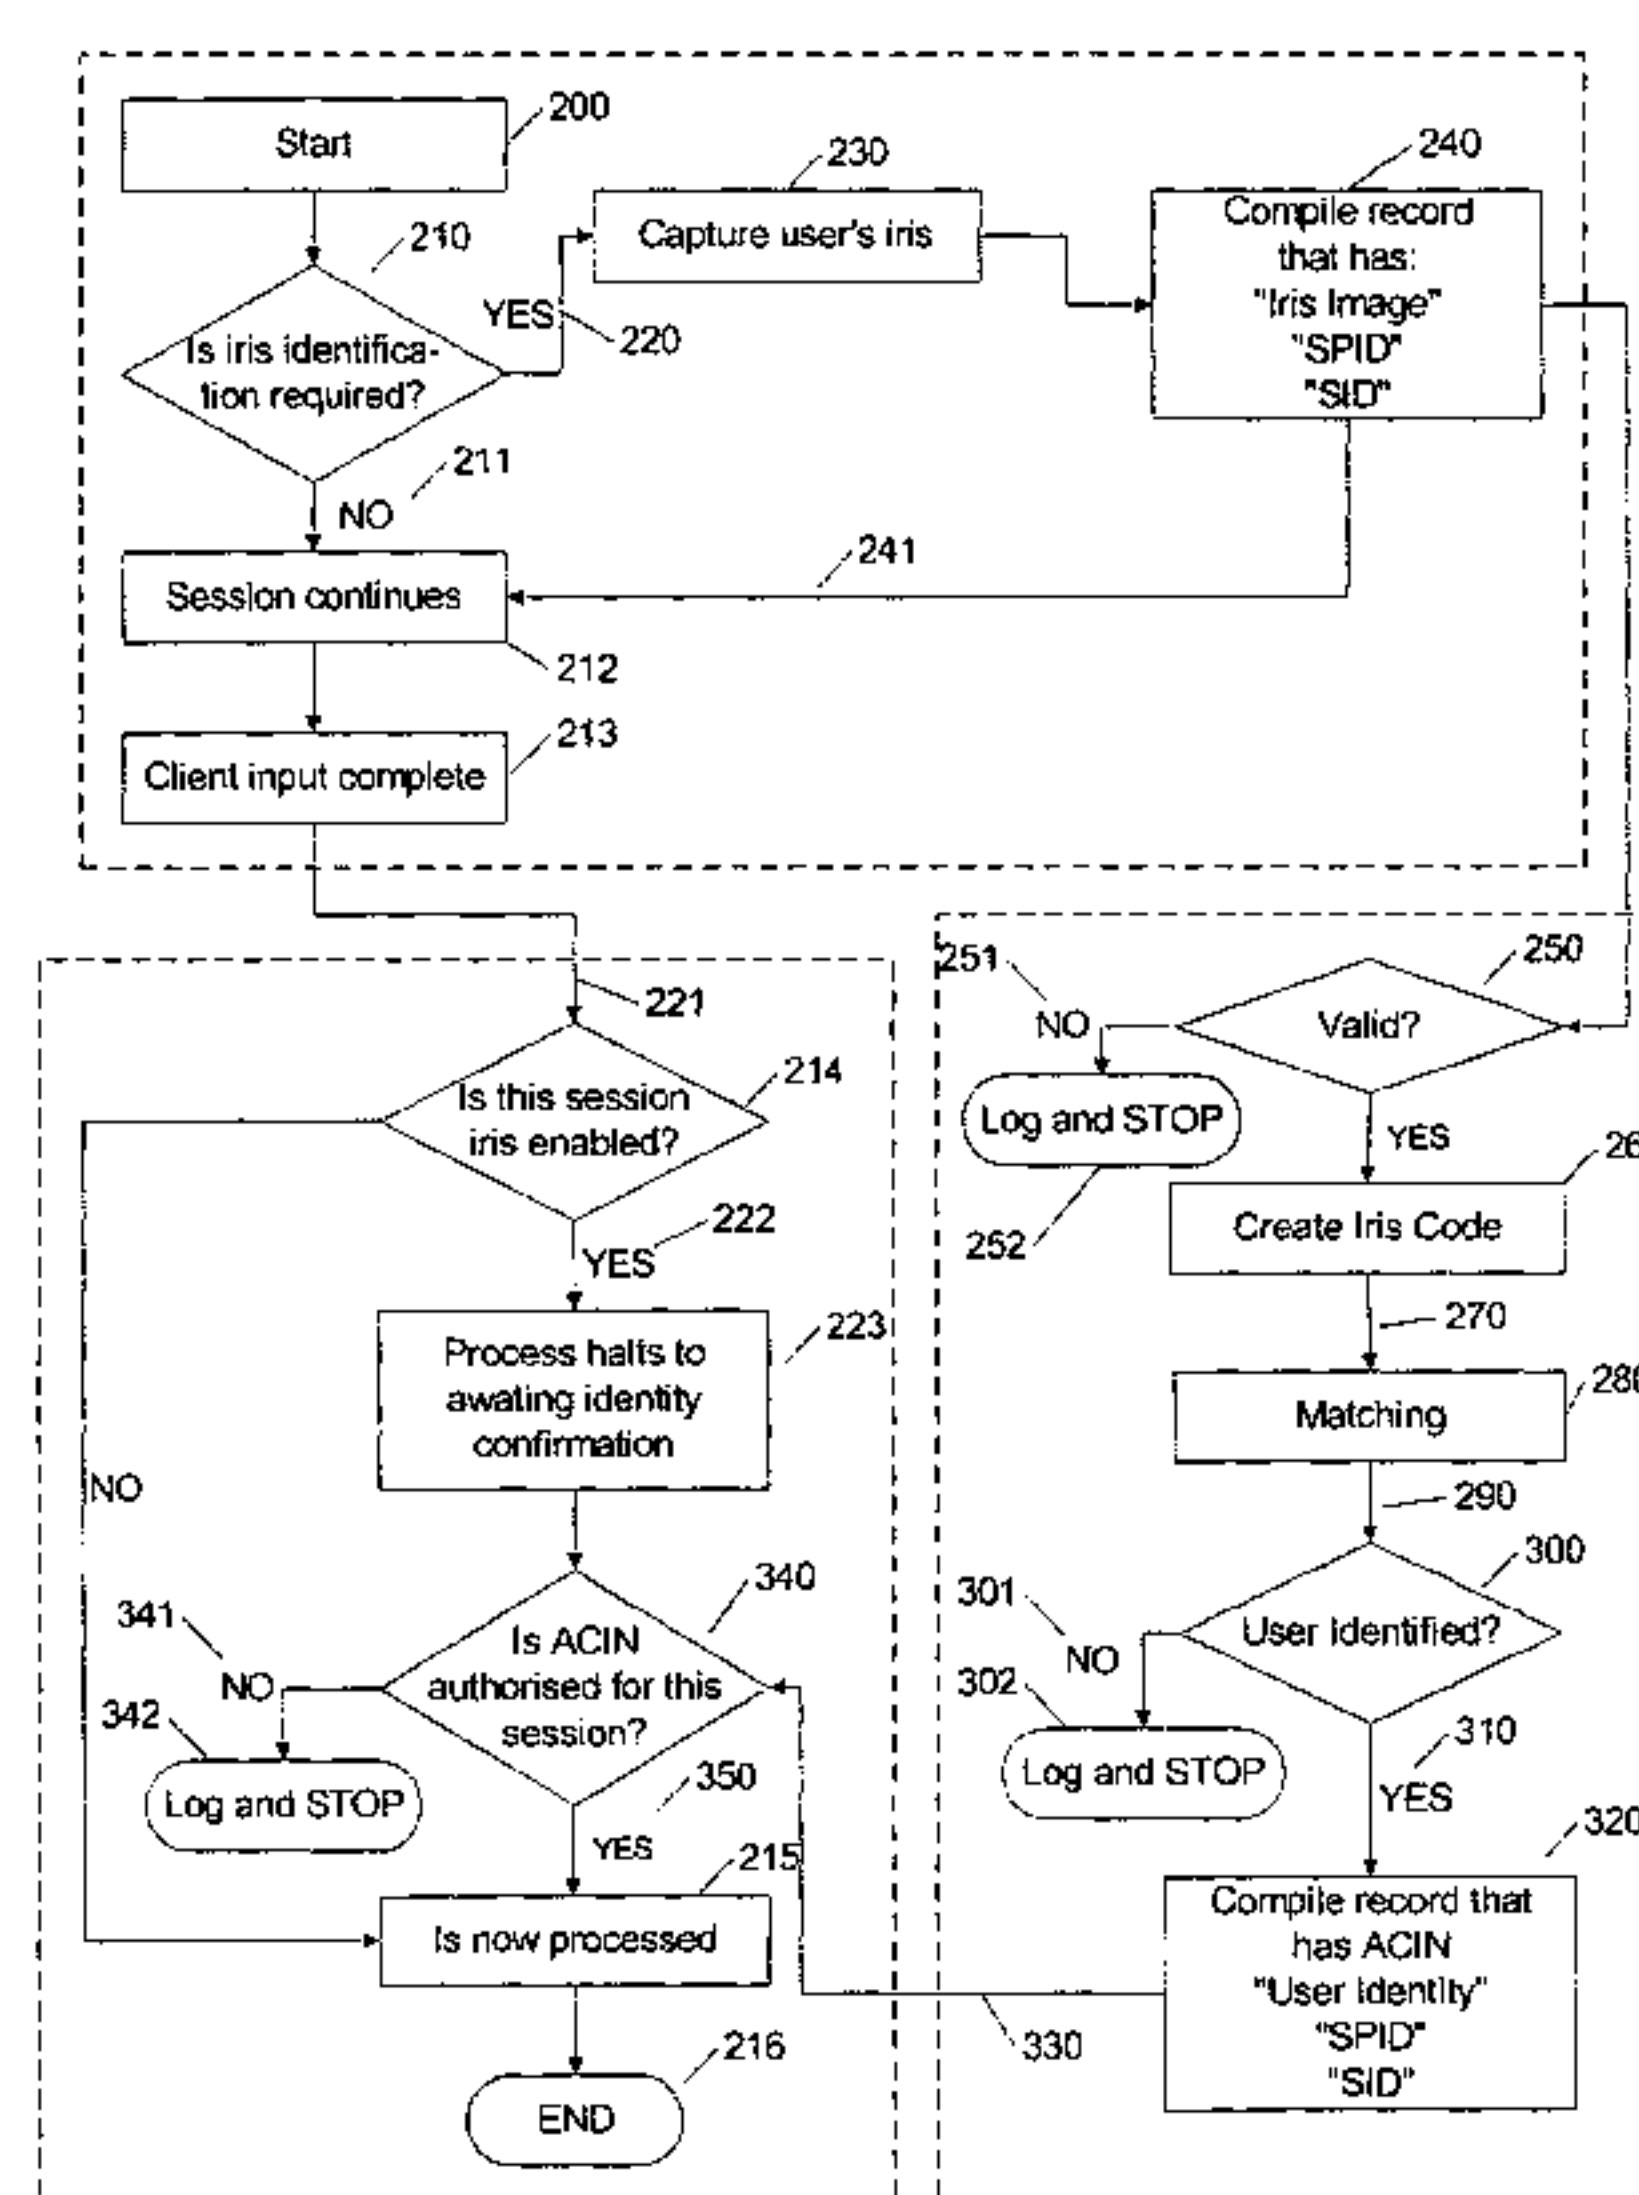 200
Start
230
240
210
Capture user's iris
Compile record
that has:
"Iris Image"
"SPID"
"SID"
YES
220
Is iris identifica-
tion required?
211
NO
241
Session continues
212
213
Client input complete
221
214
Is this session
iris enabled?
222
YES
223
Process halts to
awating identity
confirmation
NO
340
341
Is ACIN
authorised for this
session?
NO
342
Log and STOP
350
YES
215
Is now processed
216
END
251
250
NO
Valid?
Log and STOP
YES
252
Create Iris Code
270
Matching
290
300
301
User Identified?
NO
302
Log and STOP
310
YES
320
Compile record that
has ACIN
"User Identity"
"SPID"
"SID"
330